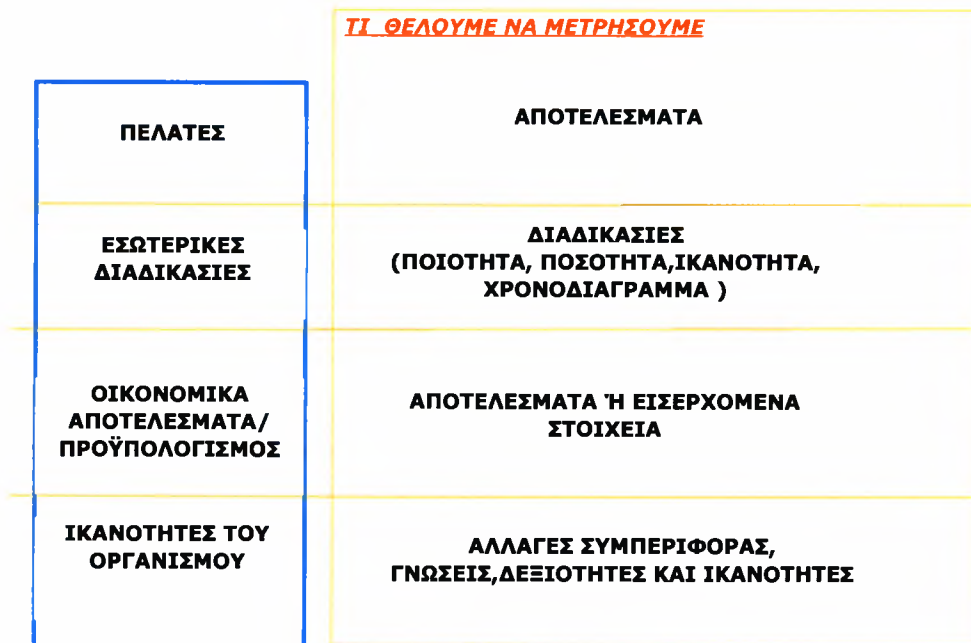 ΤΙ ΘΕΛΟΥΜΕ ΝΑ ΜΕΤΡΗΣΟΥΜΕ
ΠΕΛΑΤΕΣ
ΑΠΟΤΕΛΕΣΜΑΤΑ
ΕΣΩΤΕΡΙΚΕΣ
ΔΙΑΔΙΚΑΣΙΕΣ
ΔΙΑΔΙΚΑΣΙΕΣ
(ΠΟΙΟΤΗΤΑ, ΠΟΣΟΤΗΤΑ,ΙΚΑΝΟΤΗΤΑ,
ΧΡΟΝΟΔΙΑΓΡΑΜΜΑ )
ΟΙΚΟΝΟΜΙΚΑ
ΑΠΟΤΕΛΕΣΜΑΤΑ/
ΠΡΟΫΠΟΛΟΓΙΣΜΟΣ
ΑΠΟΤΕΛΕΣΜΑΤΑ Ή ΕΙΣΕΡΧΟΜΕΝΑ
ΣΤΟΙΧΕΙΑ
ΙΚΑΝΟΤΗΤΕΣ ΤΟΥ
ΟΡΓΑΝΙΣΜΟΥ
ΑΛΛΑΓΕΣ ΣΥΜΠΕΡΙΦΟΡΑΣ,
ΓΝΩΣΕΙΣ,ΔΕΞΙΟΤΗΤΕΣ ΚΑΙ ΙΚΑΝΟΤΗΤΕΣ